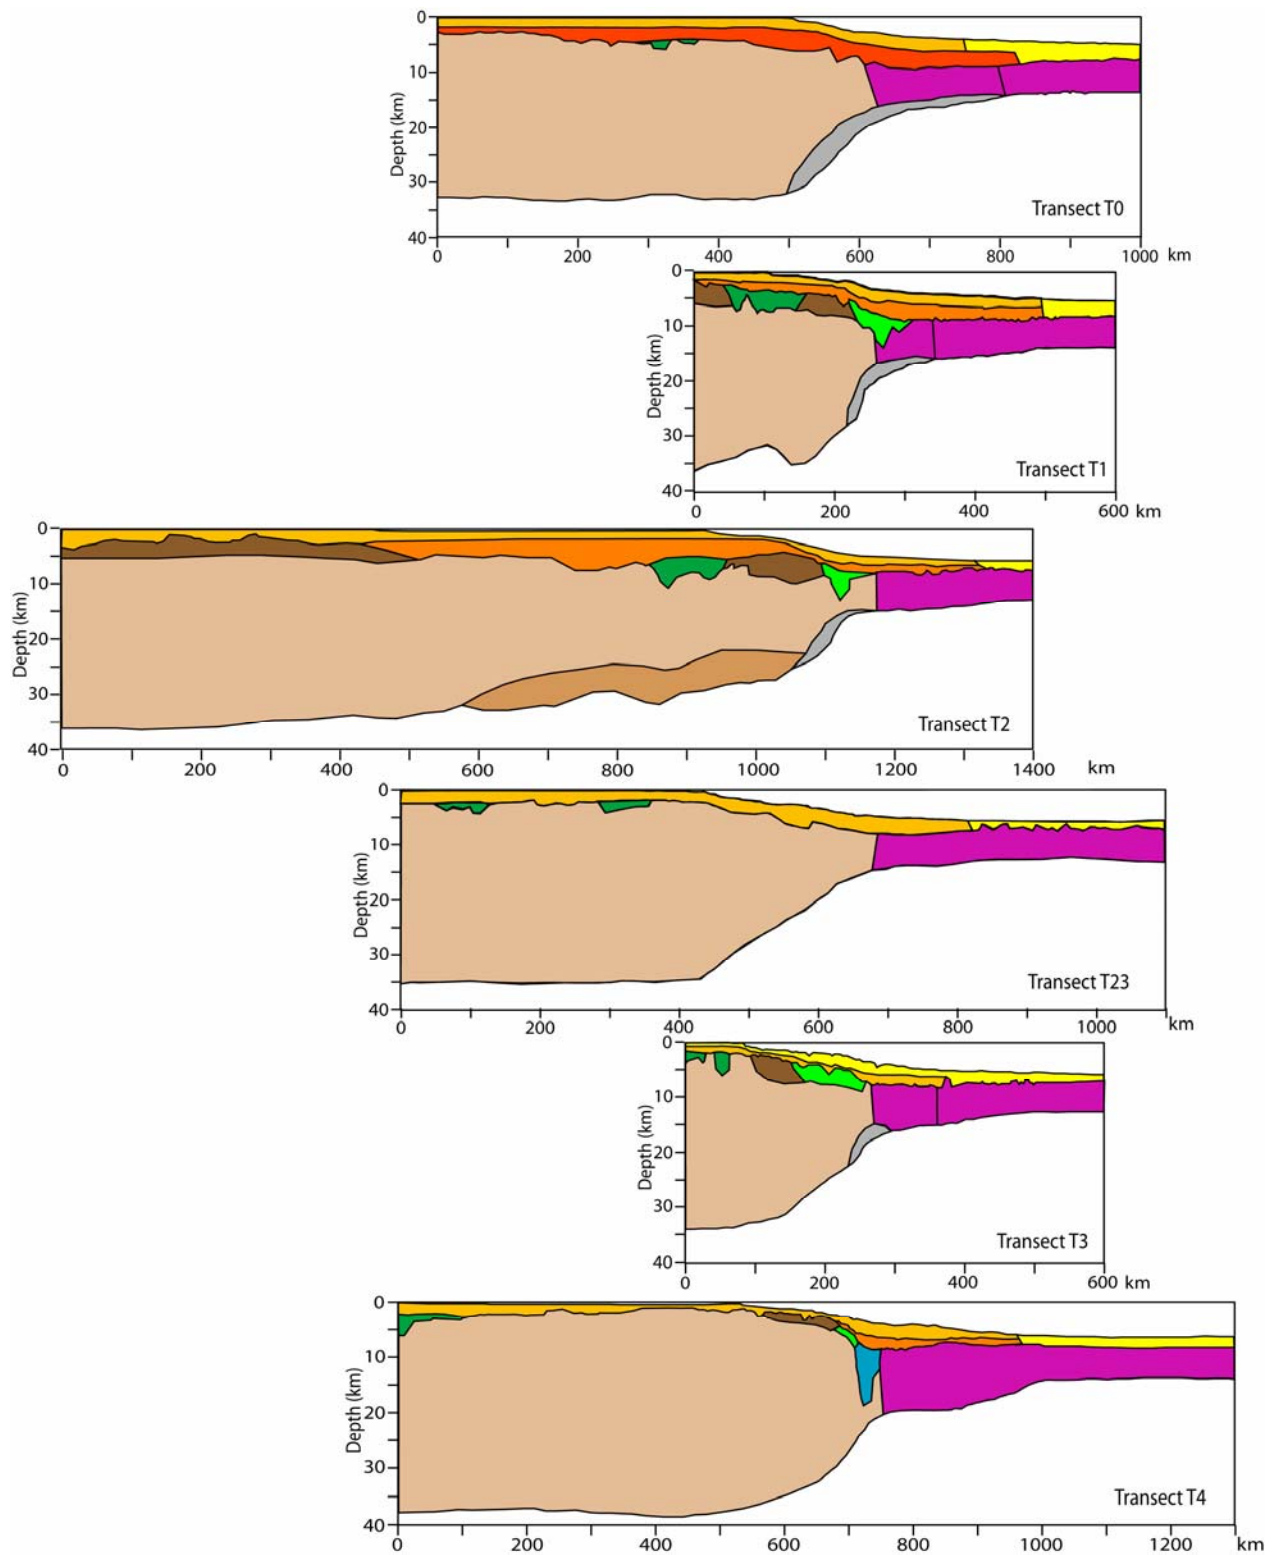 0
10
20
30
40
Depth (km)
Transect T0
0 200 400 600 800 1000 km
0
10
20
30
40
Depth (km)
Transect T1
0 200 400 600 km
0
10
20
30
40
Depth (km)
Transect T2
0 200 400 600 800 1000 1200 1400 km
0
10
20
30
40
Depth (km)
Transect T23
0 200 400 600 800 1000 km
0
10
20
30
40
Depth (km)
Transect T3
0 200 400 600 km
0
10
20
30
40
Depth (km)
Transect T4
0 200 400 600 800 1000 1200 km